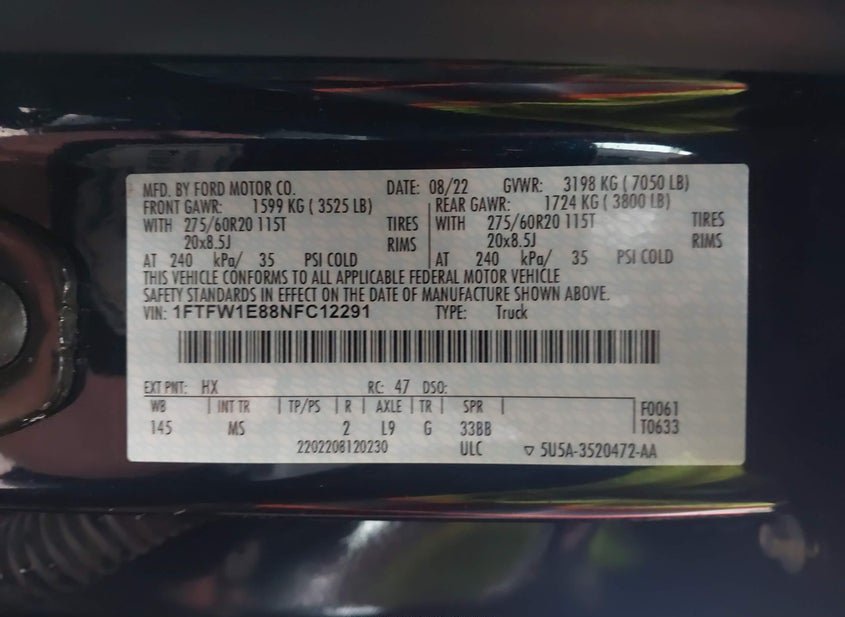 MFD. BY FORD MOTOR CO. DATE: 08/22 GVWR: 3198 KG ( 7050 LB)
FRONT GAWR: 1599 KG ( 3525 LB) REAR GAWR: 1724 KG ( 3800 LB)
WITH 275/60R20 115T TIRES WITH 275/60R20 115T TIRES
20x8.5J RIMS 20x8.5J RIMS
AT 240 kPa/ 35 PSI COLD AT 240 kPa/ 35 PSI COLD
THIS VEHICLE CONFORMS TO ALL APPLICABLE FEDERAL MOTOR VEHICLE
SAFETY STANDARDS IN EFFECT ON THE DATE OF MANUFACTURE SHOWN ABOVE.
VIN: 1FTFW1E88NFC12291 TYPE: Truck
EXT PNT: HX RC: 47 DSO:
WB INT TR TP/PS R AXLE TR SPR F0061
145 MS 2 L9 G 33BB T0633
2202208120230 ULC ▽ 5U5A-3520472-AA